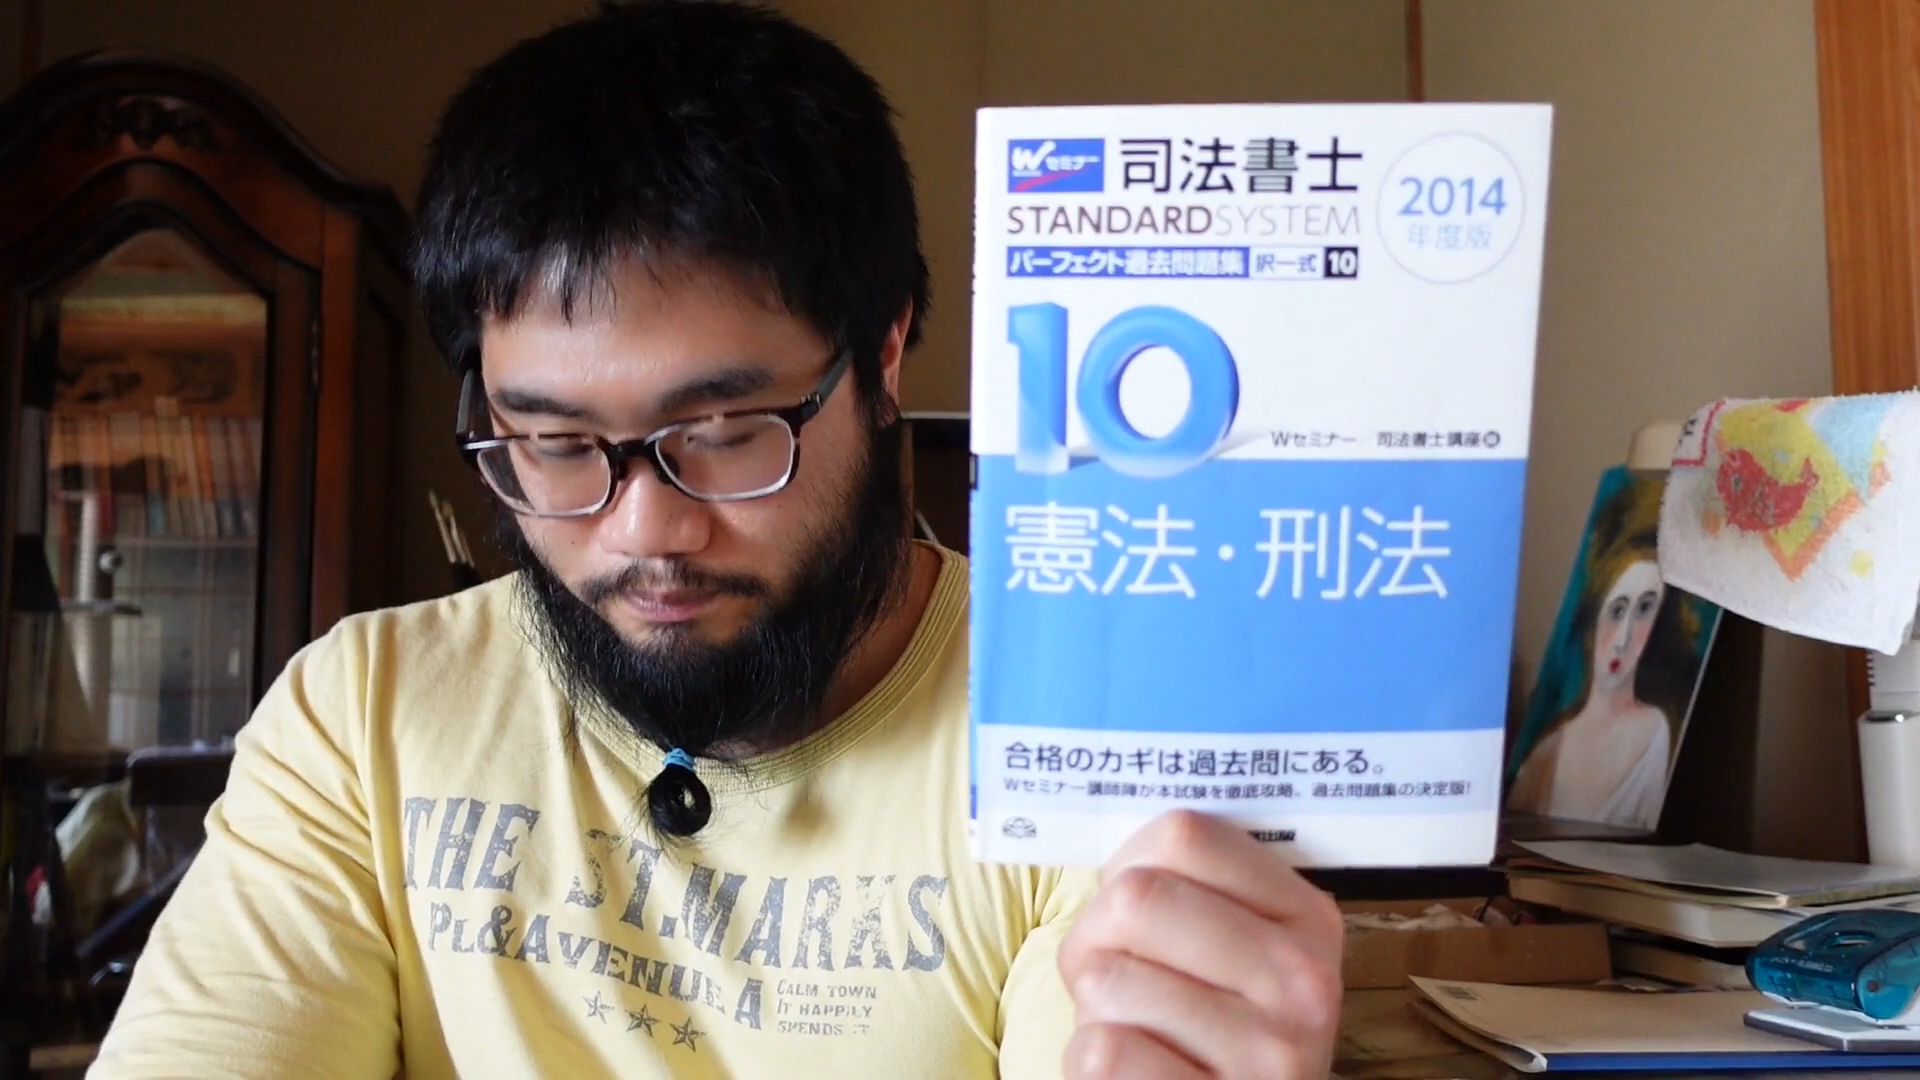 Wセミナー 司法書士
STANDARDSYSTEM
パーフェクト過去問題集 択一式 10
2014
年度版
10
Wセミナー/司法書士講座 編
憲法・刑法
合格のカギは過去問にある。
Wセミナー講師陣が本試験を徹底攻略。過去問題集の決定版!
出版
THE ST.MARKS
PL&AVENUE A
CALM TOWN
IT HAPPILY
SPENDS IT